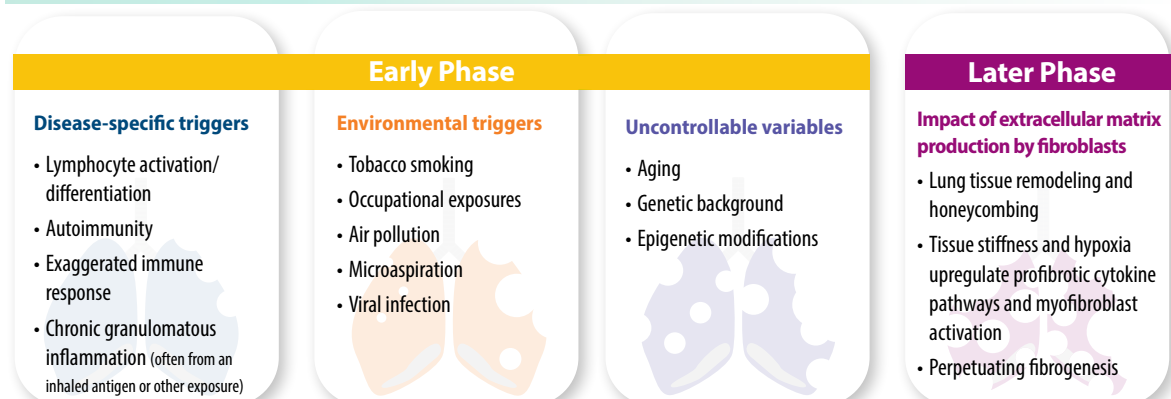 Early Phase
Disease-specific triggers
• Lymphocyte activation/
differentiation
• Autoimmunity
• Exaggerated immune
response
• Chronic granulomatous
inflammation (often from an
inhaled antigen or other exposure)
Environmental triggers
• Tobacco smoking
• Occupational exposures
• Air pollution
• Microaspiration
• Viral infection
Uncontrollable variables
• Aging
• Genetic background
• Epigenetic modifications
Later Phase
Impact of extracellular matrix
production by fibroblasts
• Lung tissue remodeling and
honeycombing
• Tissue stiffness and hypoxia
upregulate profibrotic cytokine
pathways and myofibroblast
activation
• Perpetuating fibrogenesis